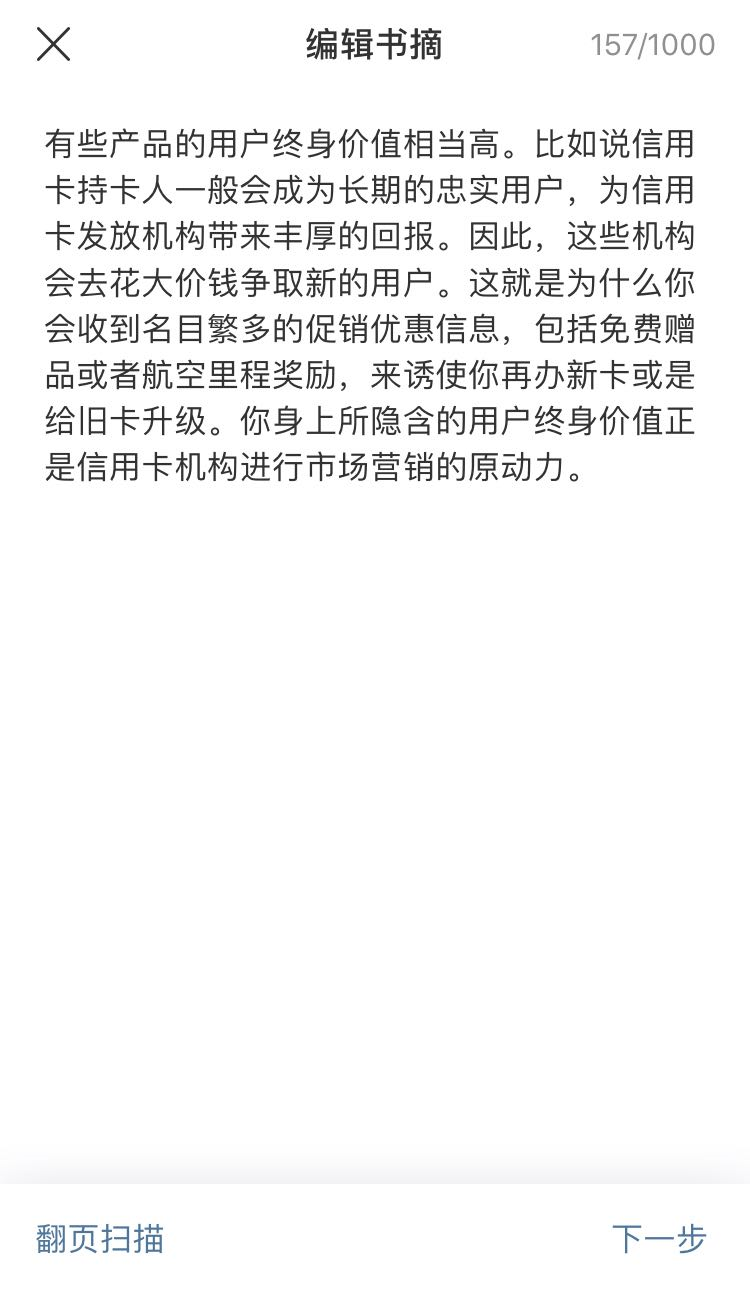 编辑书摘
157/1000
有些产品的用户终身价值相当高。比如说信用
卡持卡人一般会成为长期的忠实用户，为信用
卡发放机构带来丰厚的回报。因此，这些机构
会去花大价钱争取新的用户。这就是为什么你
会收到名目繁多的促销优惠信息，包括免费赠
品或者航空里程奖励，来诱使你再办新卡或是
给旧卡升级。你身上所隐含的用户终身价值正
是信用卡机构进行市场营销的原动力。
翻页扫描
下一步